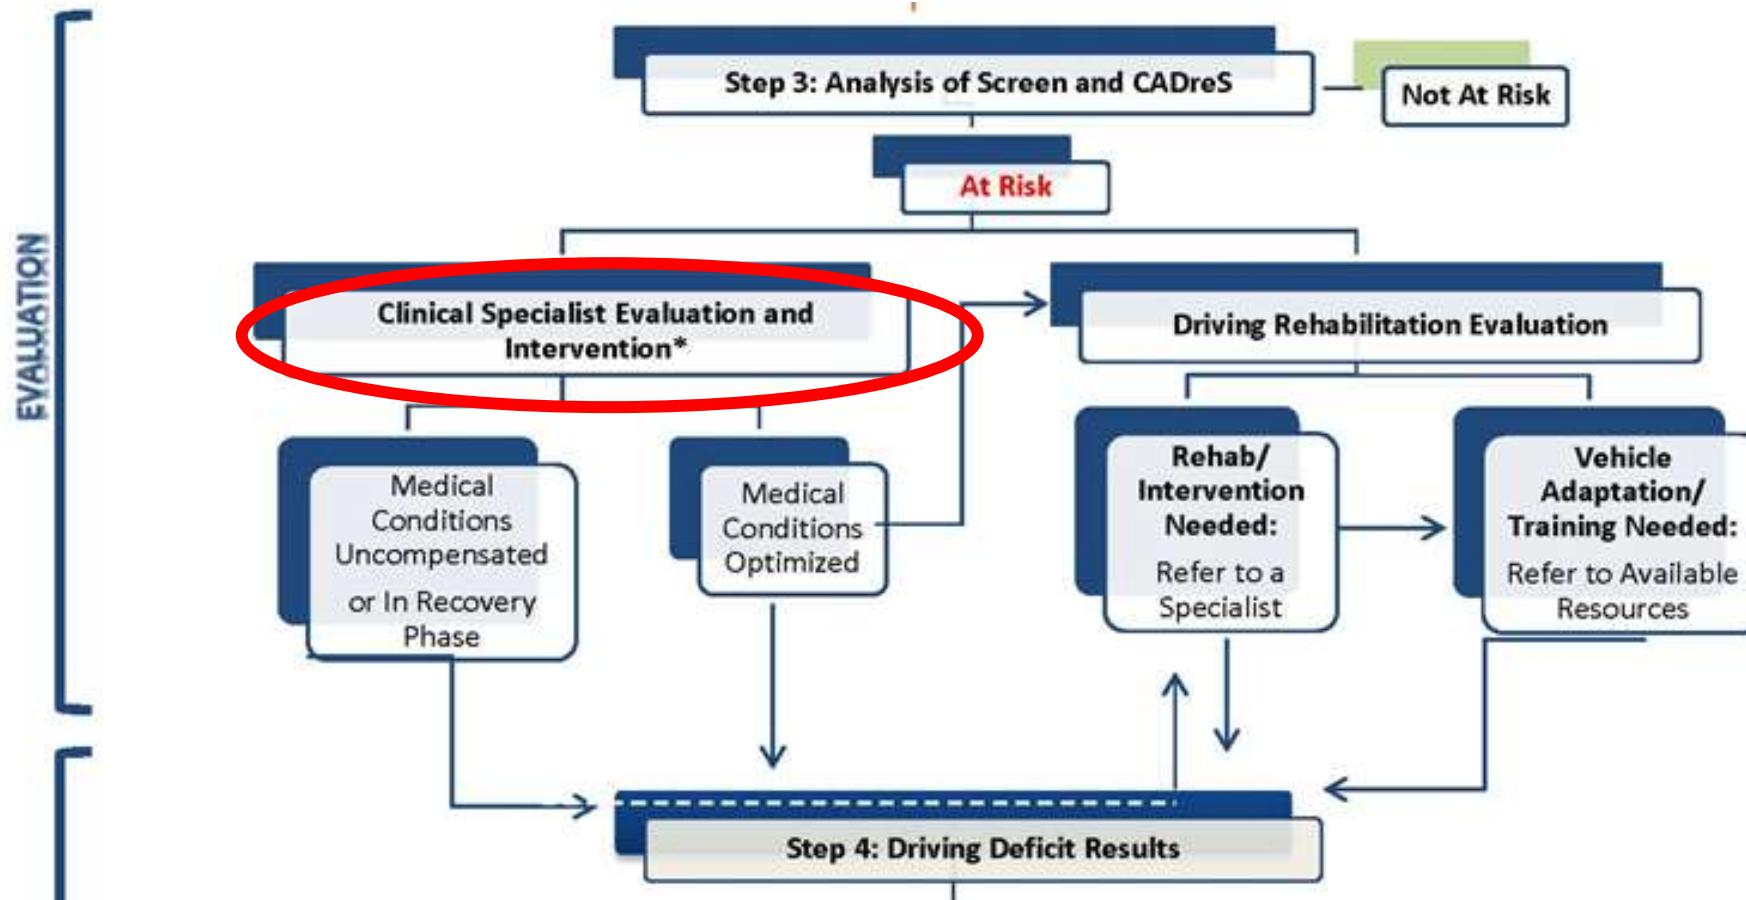 Step 3: Analysis of Screen and CADreS
Not At Risk
At Risk
EVALUATION
Clinical Specialist Evaluation and
Intervention*
Driving Rehabilitation Evaluation
Medical
Conditions
Uncompensated
or In Recovery
Phase
Medical
Conditions
Optimized
Rehab/
Intervention
Needed:
Refer to a
Specialist
Vehicle
Adaptation/
Training Needed:
Refer to Available
Resources
Step 4: Driving Deficit Results